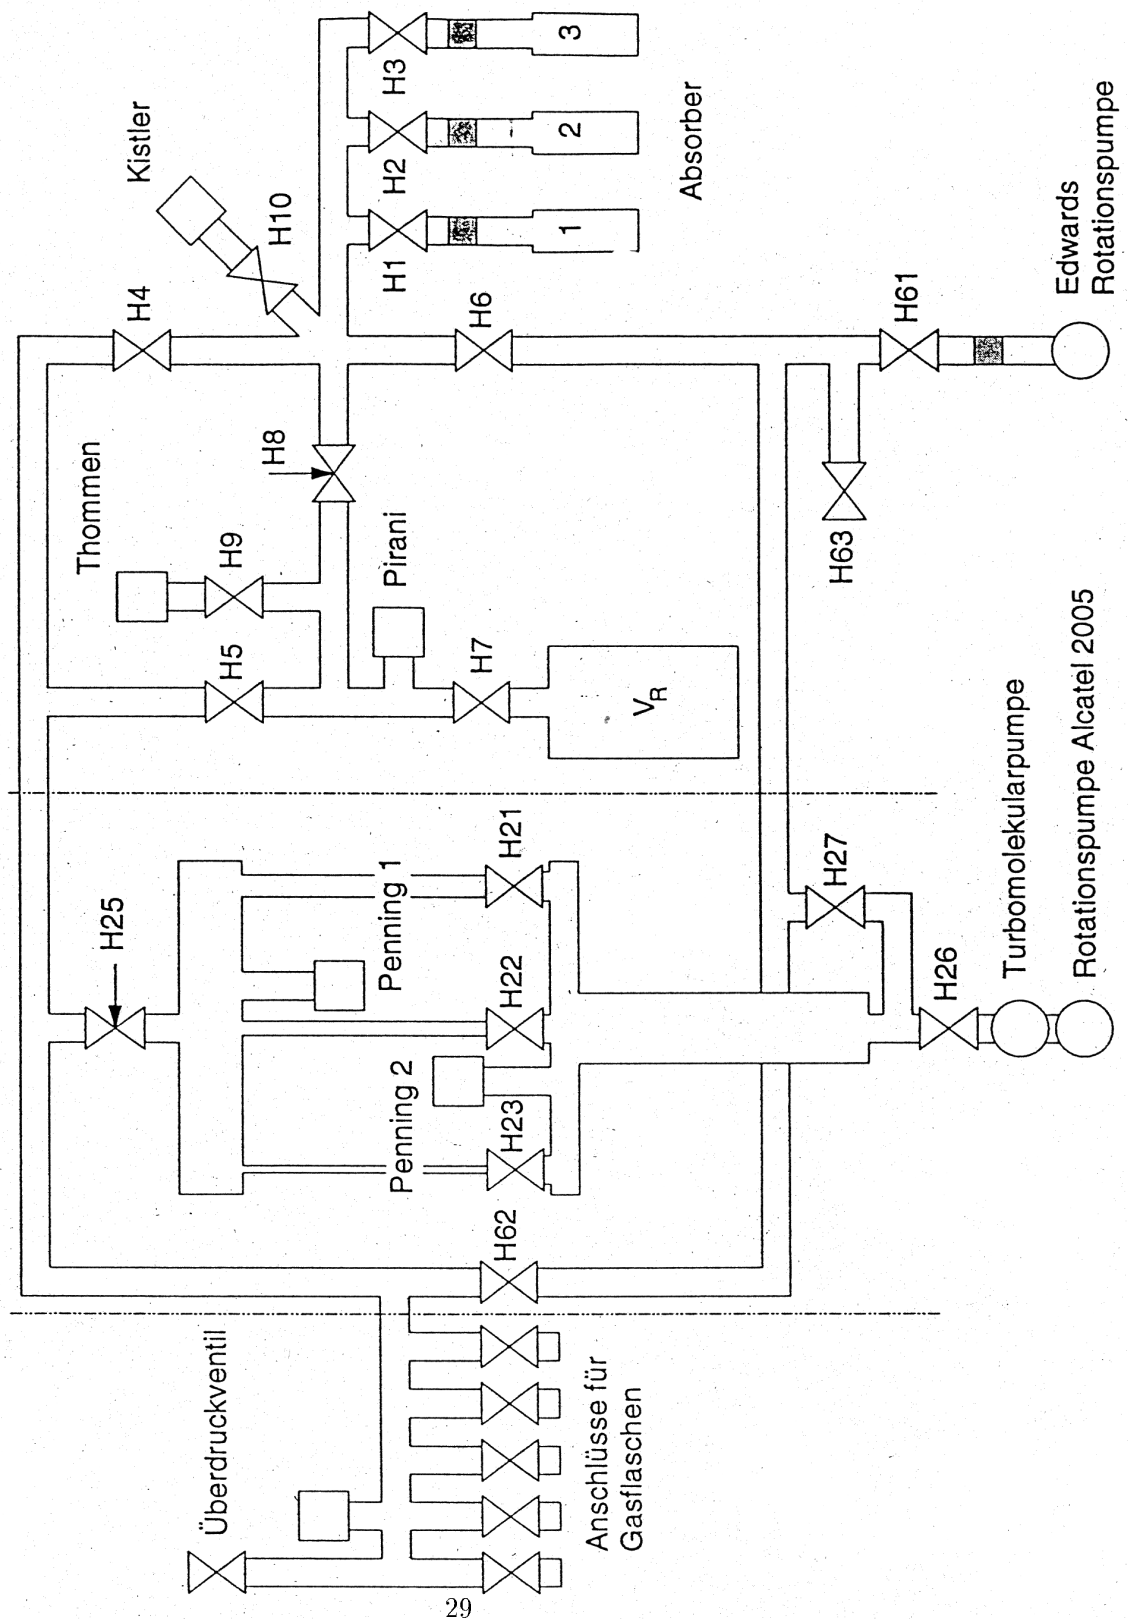 Überdruckventil
Anschlüsse für
Gasflaschen
H62
H25
Penning 2
H23
Penning 1
H22
H21
H27
H26
Turbomolekularpumpe
Rotationspumpe Alcatel 2005
Thommen
H5
H9
H8
Pirani
H7
V_R
H63
H4
Kistler
H10
H6
H61
Edwards
Rotationspumpe
H1
H2
H3
1
2
3
Absorber
29